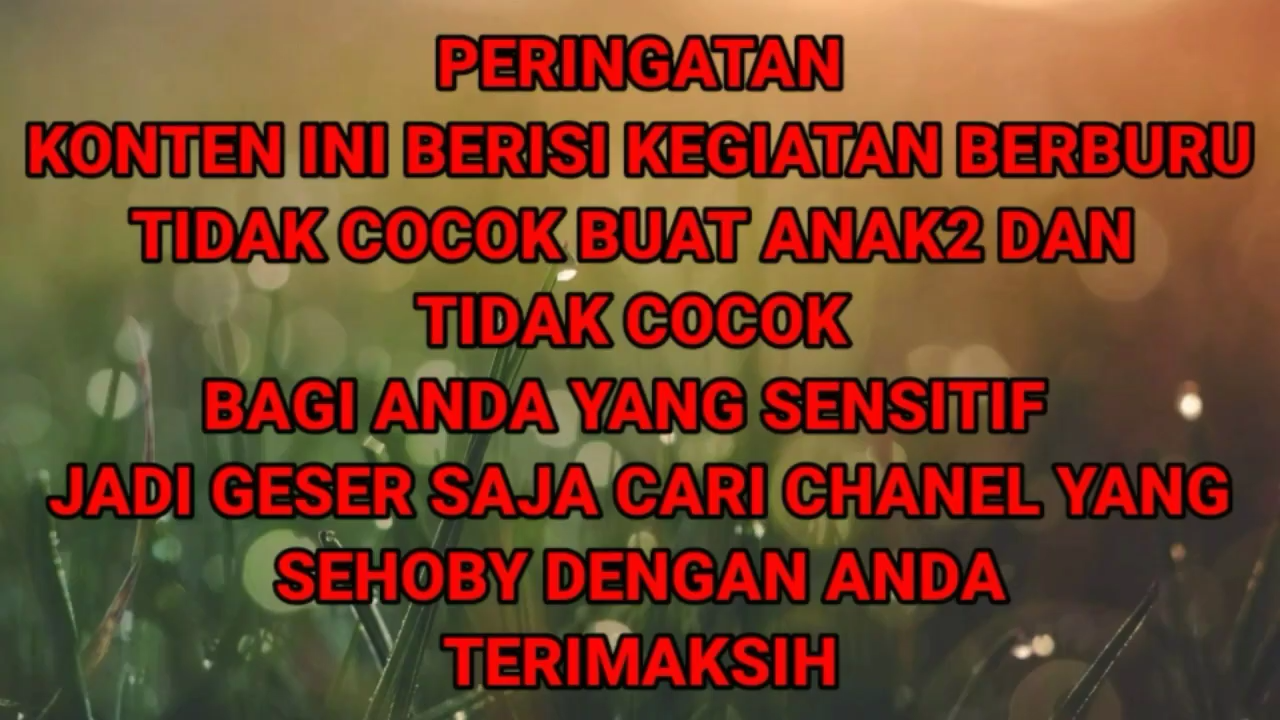 PERINGATAN
KONTEN INI BERISI KEGIATAN BERBURU
TIDAK COCOK BUAT ANAK2 DAN
TIDAK COCOK
BAGI ANDA YANG SENSITIF
JADI GESER SAJA CARI CHANEL YANG
SEHOBY DENGAN ANDA
TERIMAKSIH